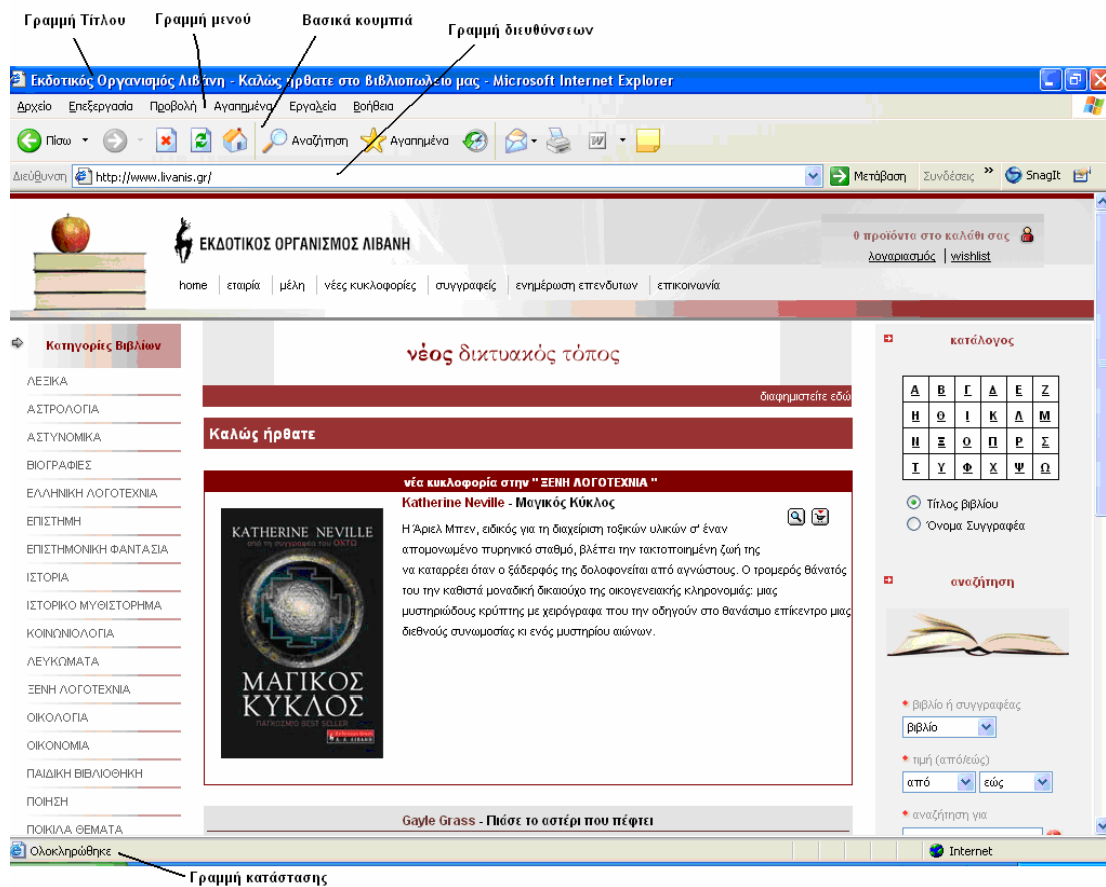 Γραμμή Τίτλου
Γραμμή μενού
Βασικά κουμπιά
Γραμμή διευθύνσεων
Εκδοτικός Οργανισμός Λιβάνη - Καλώς ήρθατε στο βιβλιοπωλείο μας - Microsoft Internet Explorer
Αρχείο Επεξεργασία Προβολή Αγαπημένα Εργαλεία Βοήθεια
Πίσω Αναζήτηση Αγαπημένα
Διεύθυνση http://www.livanis.gr/ Μετάβαση Συνδέσεις » SnagIt
ΕΚΔΟΤΙΚΟΣ ΟΡΓΑΝΙΣΜΟΣ ΛΙΒΑΝΗ
0 προϊόντα στο καλάθι σας
λογαριασμός | wishlist
home | εταιρία | μέλη | νέες κυκλοφορίες | συγγραφείς | ενημέρωση επενδυτων | επικοινωνία
Κατηγορίες Βιβλίων
ΛΕΞΙΚΑ
ΑΣΤΡΟΛΟΓΙΑ
ΑΣΤΥΝΟΜΙΚΑ
ΒΙΟΓΡΑΦΙΕΣ
ΕΛΛΗΝΙΚΗ ΛΟΓΟΤΕΧΝΙΑ
ΕΠΙΣΤΗΜΗ
ΕΠΙΣΤΗΜΟΝΙΚΗ ΦΑΝΤΑΣΙΑ
ΙΣΤΟΡΙΑ
ΙΣΤΟΡΙΚΟ ΜΥΘΙΣΤΟΡΗΜΑ
ΚΟΙΝΩΝΙΟΛΟΓΙΑ
ΛΕΥΚΩΜΑΤΑ
ΞΕΝΗ ΛΟΓΟΤΕΧΝΙΑ
ΟΙΚΟΛΟΓΙΑ
ΟΙΚΟΝΟΜΙΑ
ΠΑΙΔΙΚΗ ΒΙΒΛΙΟΘΗΚΗ
ΠΟΙΗΣΗ
ΠΟΙΚΙΛΑ ΘΕΜΑΤΑ
νέος δικτυακός τόπος
διαφημιστείτε εδώ
Καλώς ήρθατε
νέα κυκλοφορία στην " ΞΕΝΗ ΛΟΓΟΤΕΧΝΙΑ "
Katherine Neville - Μαγικός Κύκλος
Η Άριελ Μπεν, ειδικός για τη διαχείριση τοξικών υλικών σ' έναν
απομονωμένο πυρηνικό σταθμό, βλέπει την τακτοποιημένη ζωή της
να καταρρέει όταν ο ξάδερφός της δολοφονείται από αγνώστους. Ο τρομερός θάνατός
του την καθιστά μοναδική δικαιούχο της οικογενειακής κληρονομιάς: μιας
μυστηριώδους κρύπτης με χειρόγραφα που την οδηγούν στο θανάσιμο επίκεντρο μιας
διεθνούς συνωμοσίας κι ενός μυστηρίου αιώνων.
KATHERINE NEVILLE
από τη συγγραφέα του ΟΧΤΩ
ΜΑΓΙΚΟΣ
ΚΥΚΛΟΣ
ΠΑΓΚΟΣΜΙΟ BEST SELLER
Gayle Grass - Πιάσε το αστέρι που πέφτει
κατάλογος
Α Β Γ Δ Ε Ζ
Η Θ Ι Κ Λ Μ
Ν Ξ Ο Π Ρ Σ
Τ Υ Φ Χ Ψ Ω
Τίτλος βιβλίου
Όνομα Συγγραφέα
αναζήτηση
* βιβλίο ή συγγραφέας
βιβλίο
* τιμή (από/εώς)
από εώς
* αναζήτηση για
Ολοκληρώθηκε
Internet
Γραμμή κατάστασης